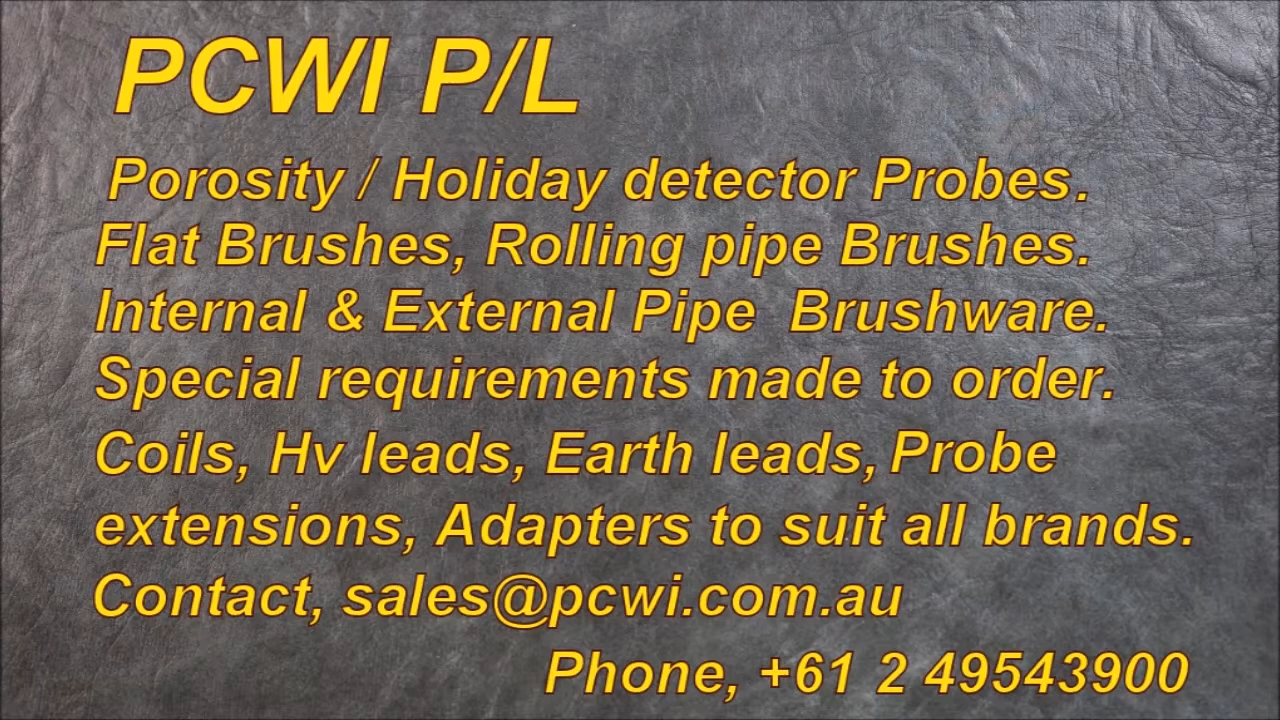 PCWI P/L
Porosity / Holiday detector Probes.
Flat Brushes, Rolling pipe Brushes.
Internal & External Pipe Brushware.
Special requirements made to order.
Coils, Hv leads, Earth leads, Probe
extensions, Adapters to suit all brands.
Contact, sales@pcwi.com.au
Phone, +61 2 49543900